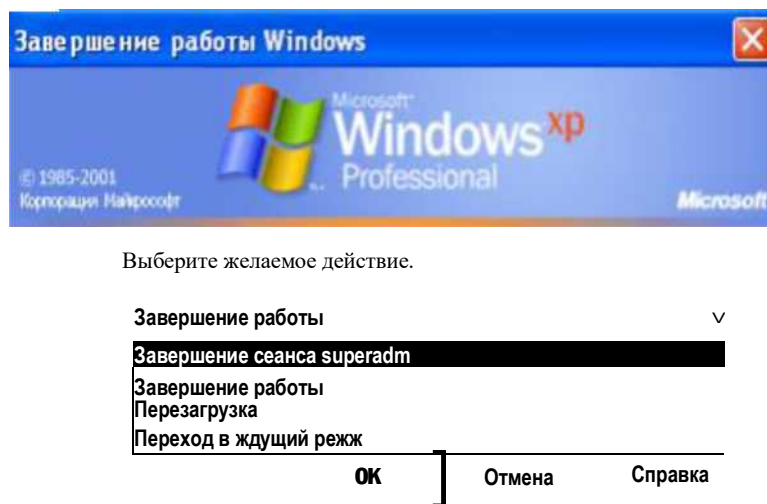 Завершение работы Windows
Microsoft
Windows xp
Professional
© 1985-2001
Корпорация Майкрософт
Microsoft
Выберите желаемое действие.
Завершение работы
Завершение сеанса superadm
Завершение работы
Перезагрузка
Переход в ждущий режж
OK
Отмена
Справка